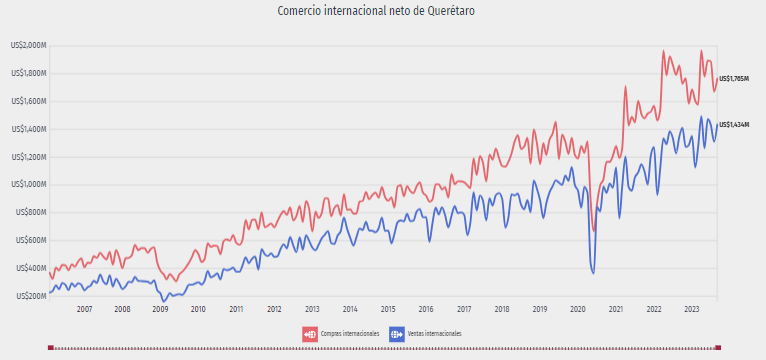 Comercio internacional neto de Querétaro
US$2,000M
US$1,800M
US$1,600M
US$1,400M
US$1,200M
US$1,000M
US$800M
US$600M
US$400M
US$200M
US$1,765M
US$1,434M
2007 2008 2009 2010 2011 2012 2013 2014 2015 2016 2017 2018 2019 2020 2021 2022 2023
Compras internacionales Ventas internacionales